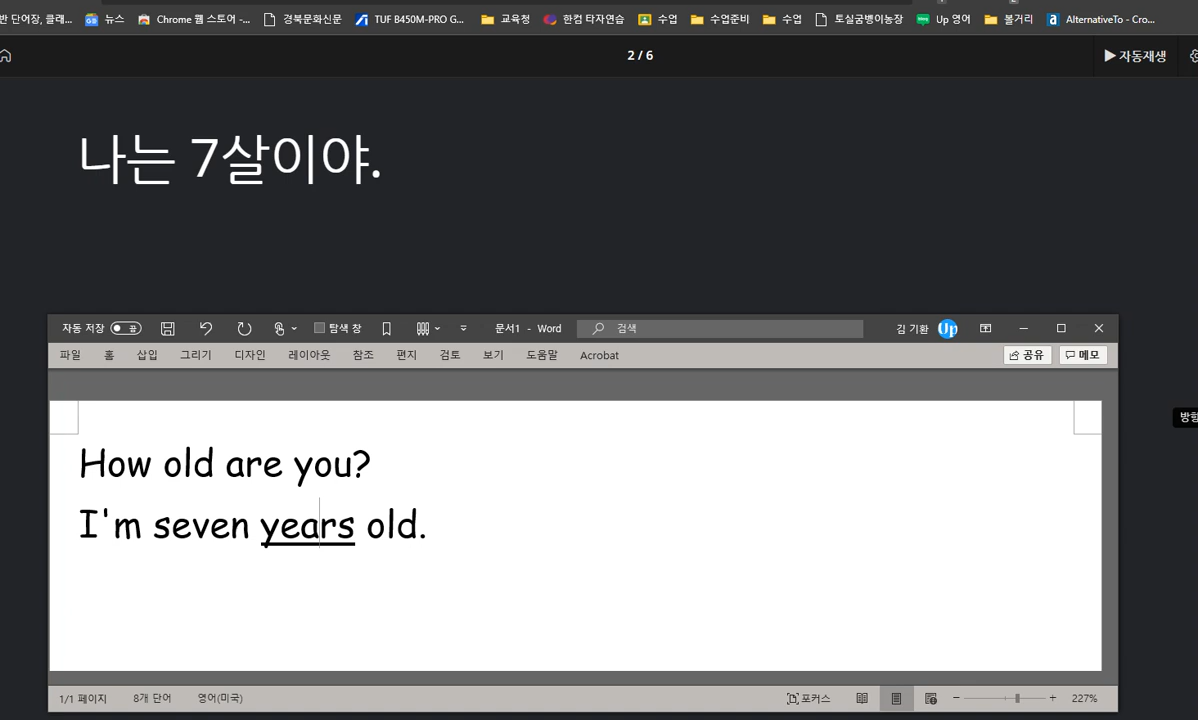 반 단어장, 클래... 뉴스 Chrome 웹 스토어 -... 경북문화신문 TUF B450M-PRO G... 교육청 한컴 타자연습 수업 수업준비 수업 토실굼벵이농장 Up 영어 볼거리 AlternativeTo - Cro...
2 / 6 ▶ 자동재생
나는 7살이야.
자동 저장 끔 탐색 창 문서1 - Word 검색 김 기환 Up
파일 홈 삽입 그리기 디자인 레이아웃 참조 편지 검토 보기 도움말 Acrobat 공유 메모
방향
How old are you?
I'm seven years old.
1/1 페이지 8개 단어 영어(미국) 포커스 - + 227%